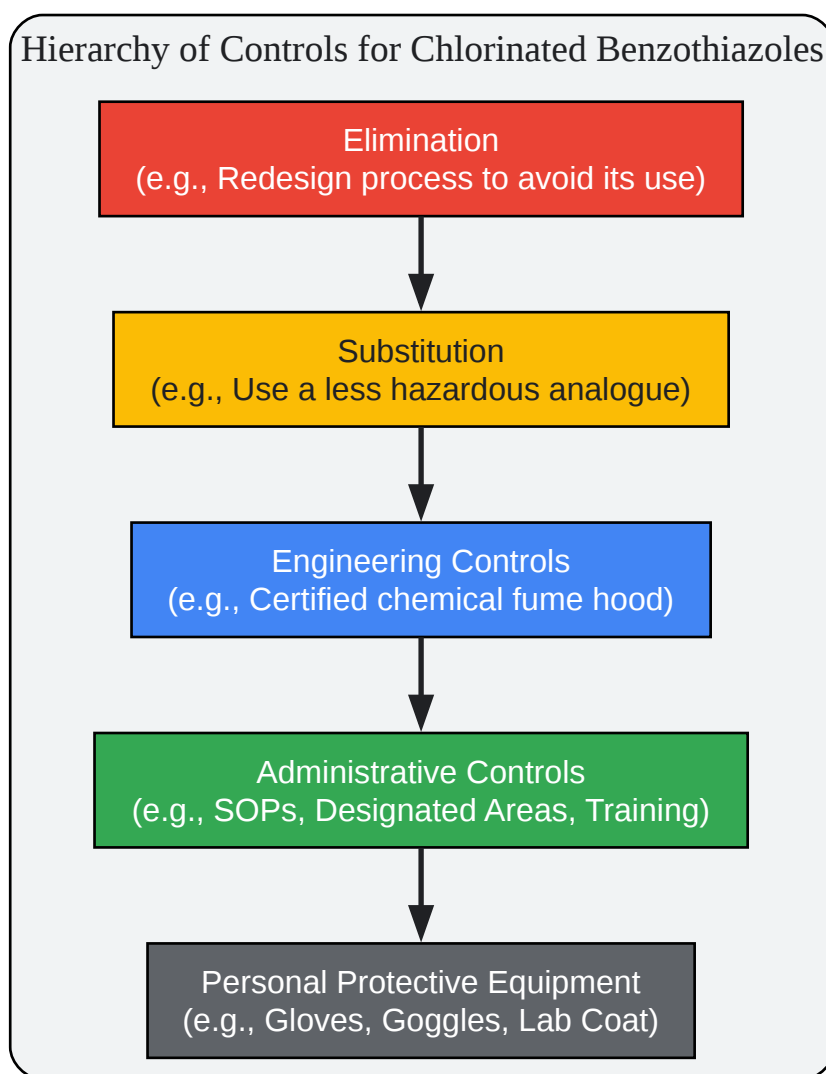 Hierarchy of Controls for Chlorinated Benzothiazoles
Elimination
(e.g., Redesign process to avoid its use)
Substitution
(e.g., Use a less hazardous analogue)
Engineering Controls
(e.g., Certified chemical fume hood)
Administrative Controls
(e.g., SOPs, Designated Areas, Training)
Personal Protective Equipment
(e.g., Gloves, Goggles, Lab Coat)